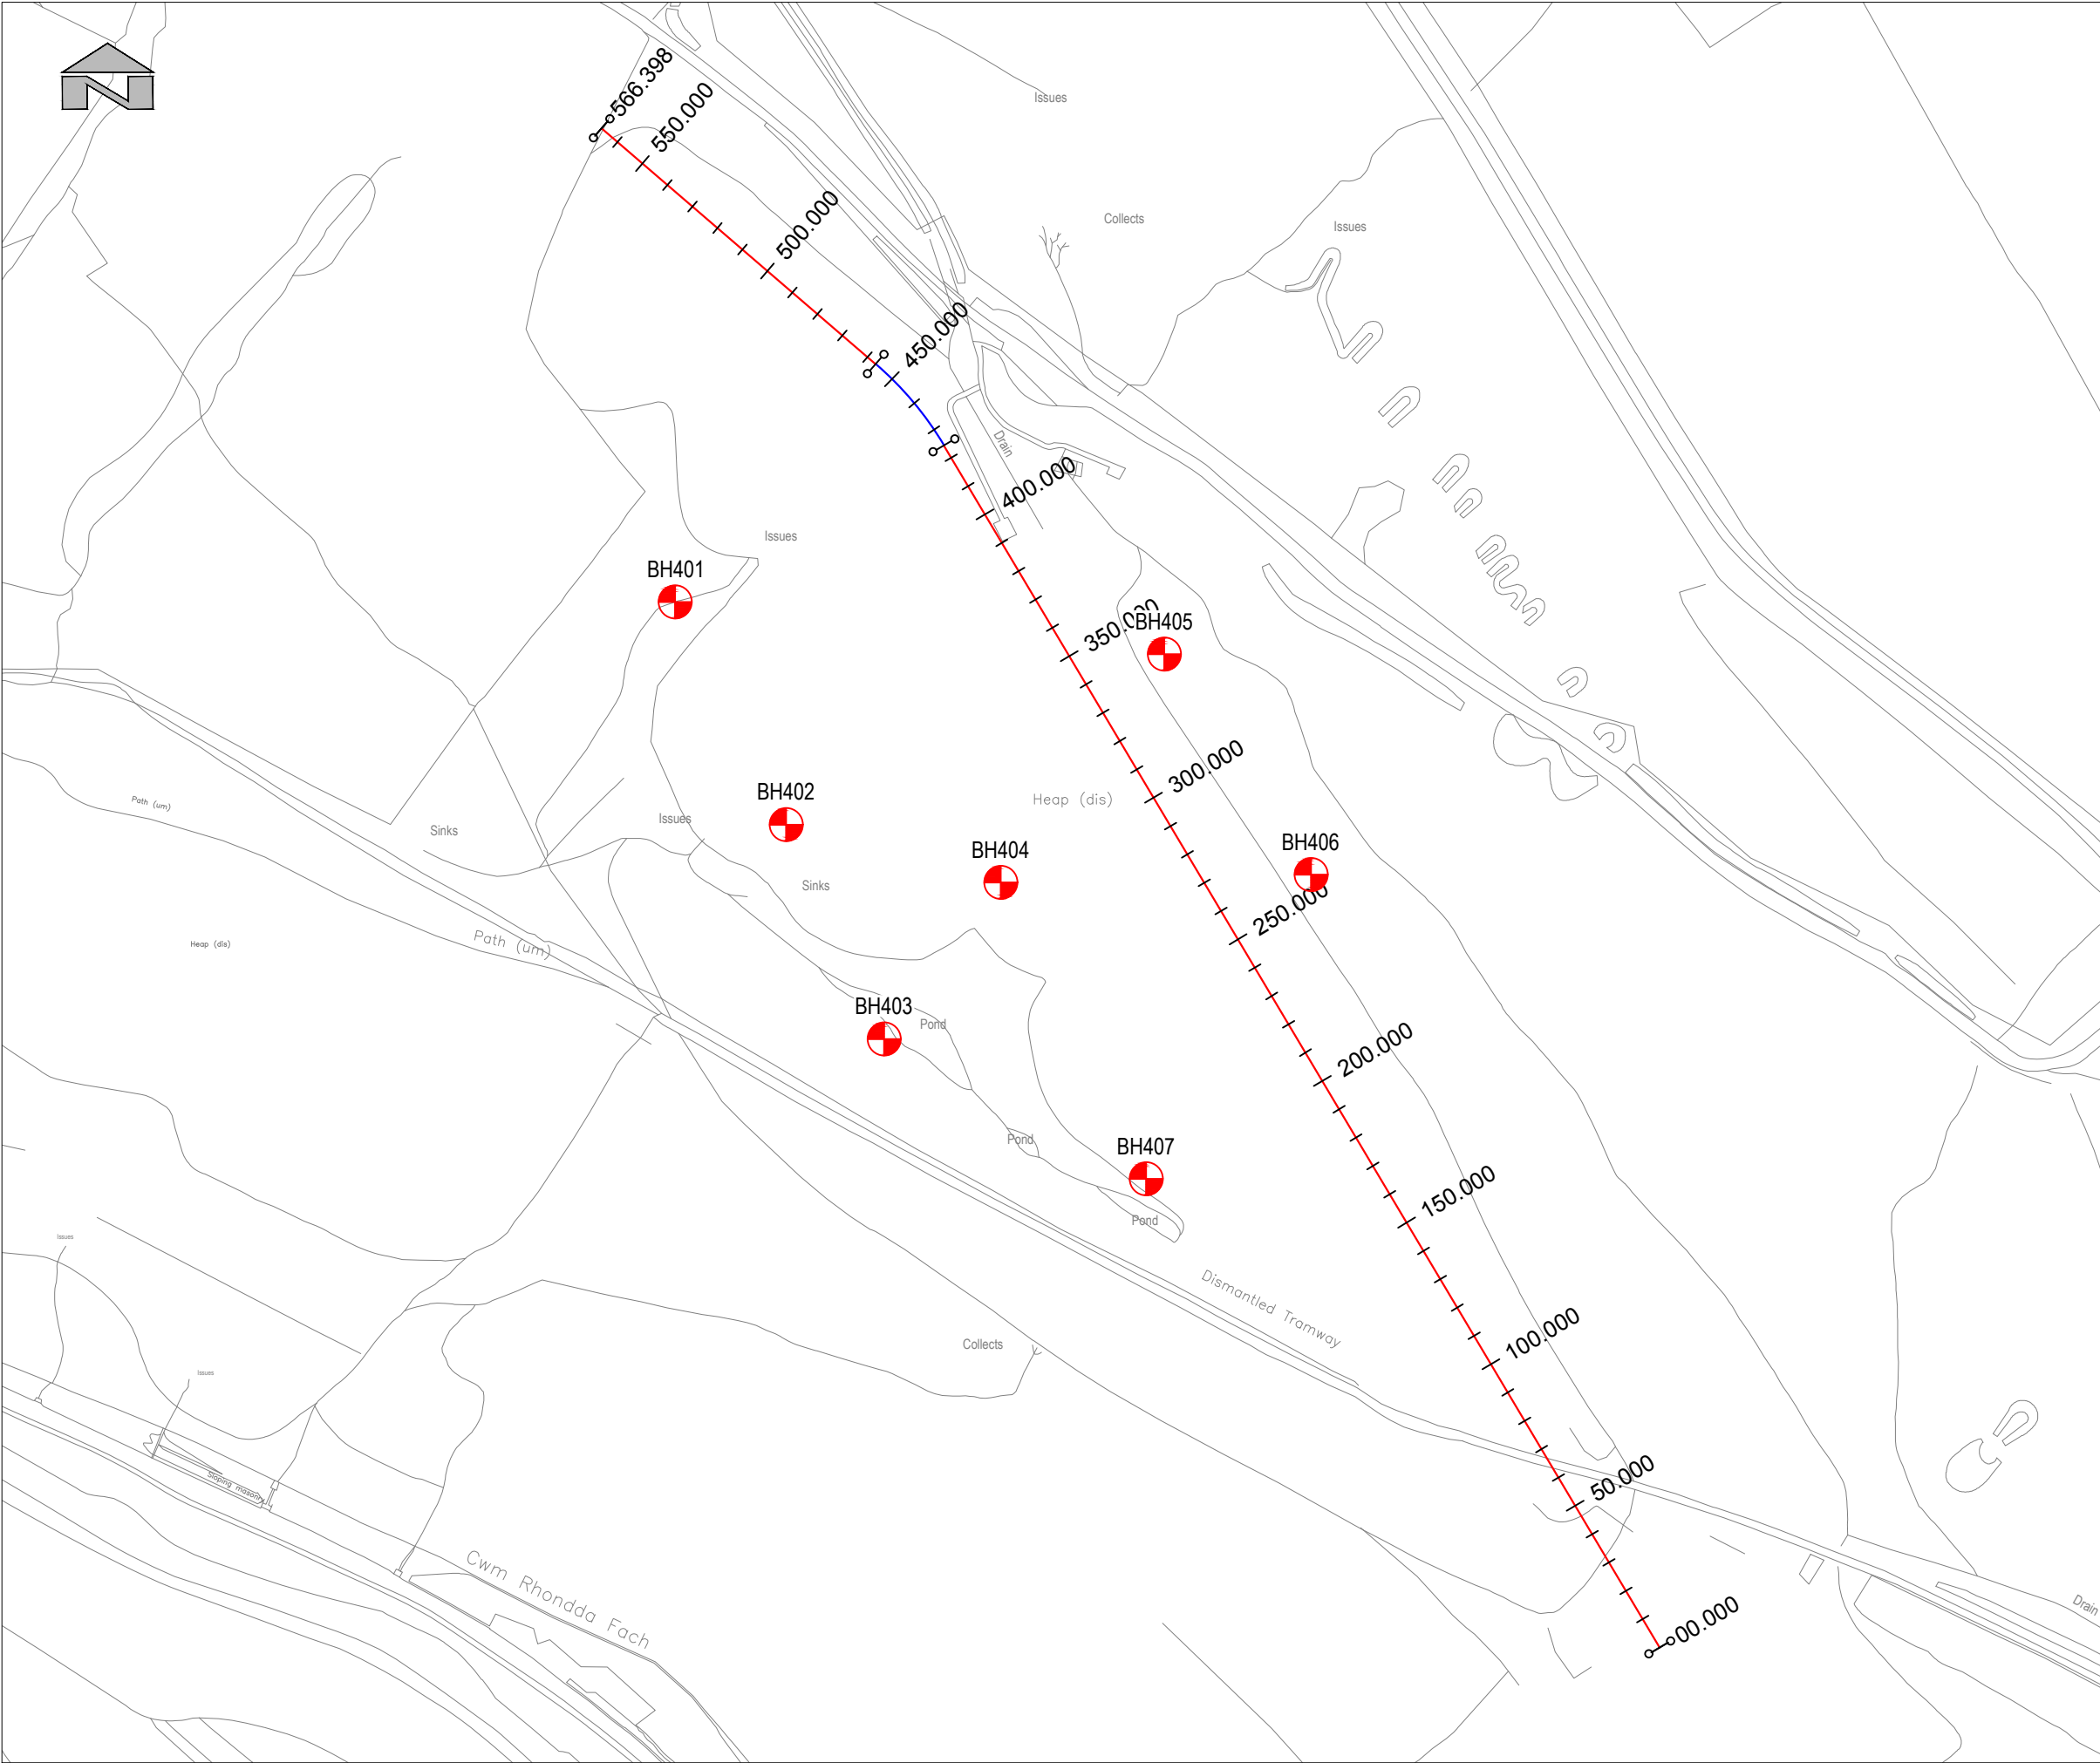 566.398
550.000
Issues
500.000
Collects
Issues
450.000
Drain
400.000
Issues
BH401
350.000
BH405
300.000
BH402
Heap (dis)
Path (um)
Issues
Sinks
BH404
BH406
Sinks
250.000
Path (um)
Heap (dis)
BH403
Pond
200.000
Pond
BH407
150.000
Pond
Issues
Dismantled Tramway
Collects
100.000
Issues
Sloping masonry
50.000
Cwm Rhondda Fach
00.000
Drain
N